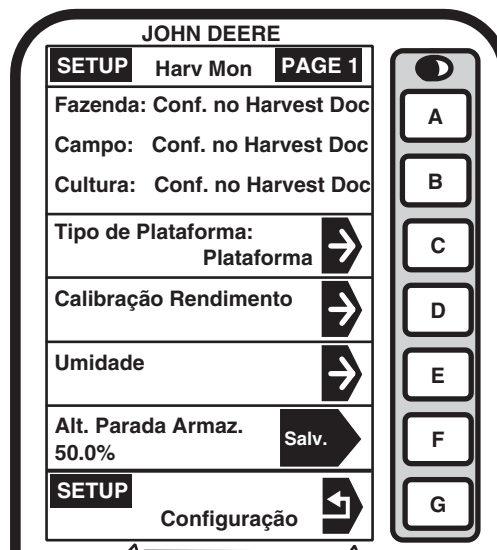 JOHN DEERE
SETUP Harv Mon PAGE 1
Fazenda: Conf. no Harvest Doc
Campo: Conf. no Harvest Doc
Cultura: Conf. no Harvest Doc
Tipo de Plataforma:
Plataforma
Calibração Rendimento
Umidade
Alt. Parada Armaz.
50.0%
Salv.
SETUP
Configuração
A
B
C
D
E
F
G